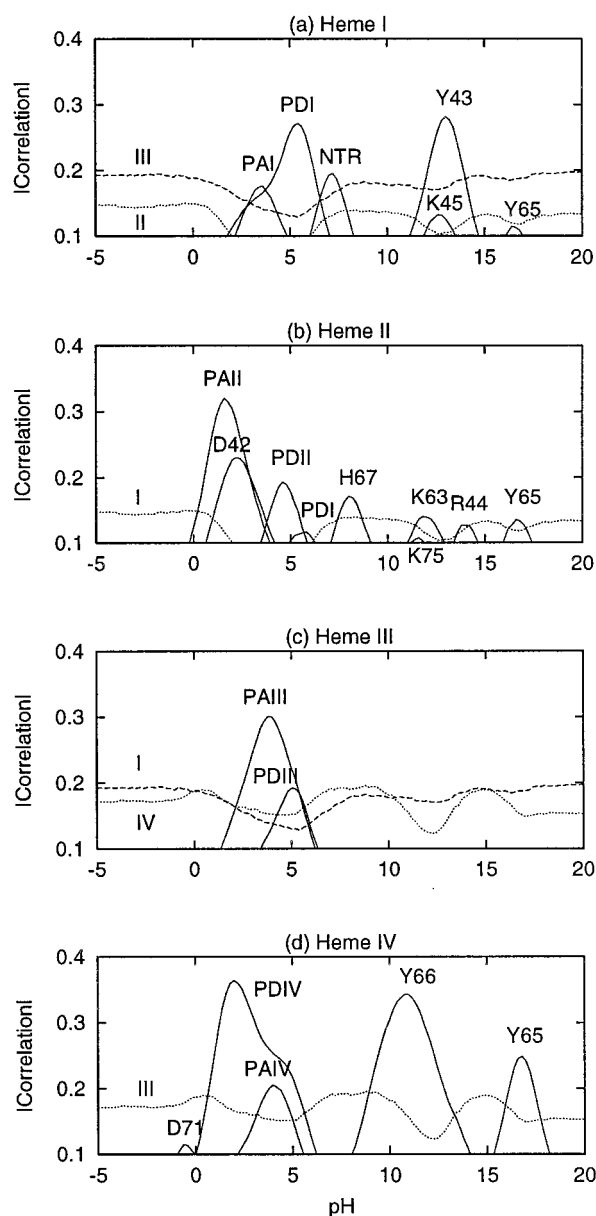 (a) Heme I
|Correlation|
0.4
0.3
0.2
0.1
PDI
Y43
PAI
NTR
III
II
K45
Y65
-5 0 5 10 15 20
(b) Heme II
|Correlation|
0.4
0.3
0.2
0.1
PAII
D42
PDII
H67
I
PDI
K63
R44
Y65
K75
-5 0 5 10 15 20
(c) Heme III
|Correlation|
0.4
0.3
0.2
0.1
PAIII
I
PDIII
IV
-5 0 5 10 15 20
(d) Heme IV
|Correlation|
0.4
0.3
0.2
0.1
PDIV
Y66
Y65
PAIV
III
D71
-5 0 5 10 15 20
pH